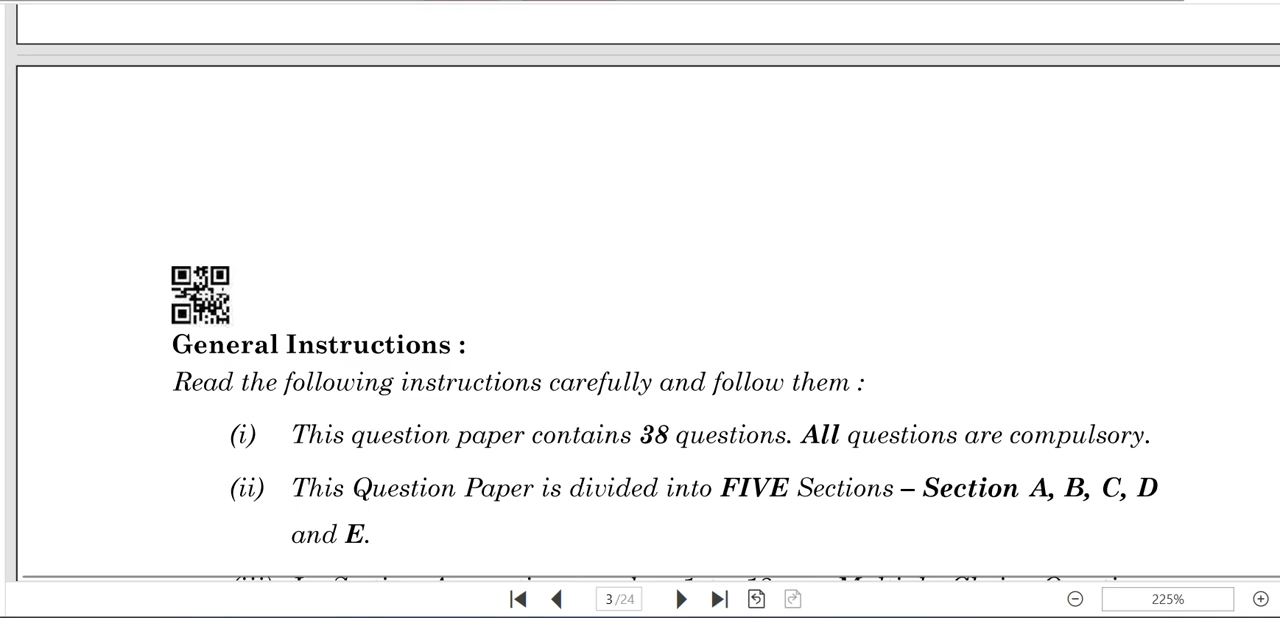 General Instructions :
Read the following instructions carefully and follow them :
(i) This question paper contains 38 questions. All questions are compulsory.
(ii) This Question Paper is divided into FIVE Sections – Section A, B, C, D
and E.
3 /24
225%